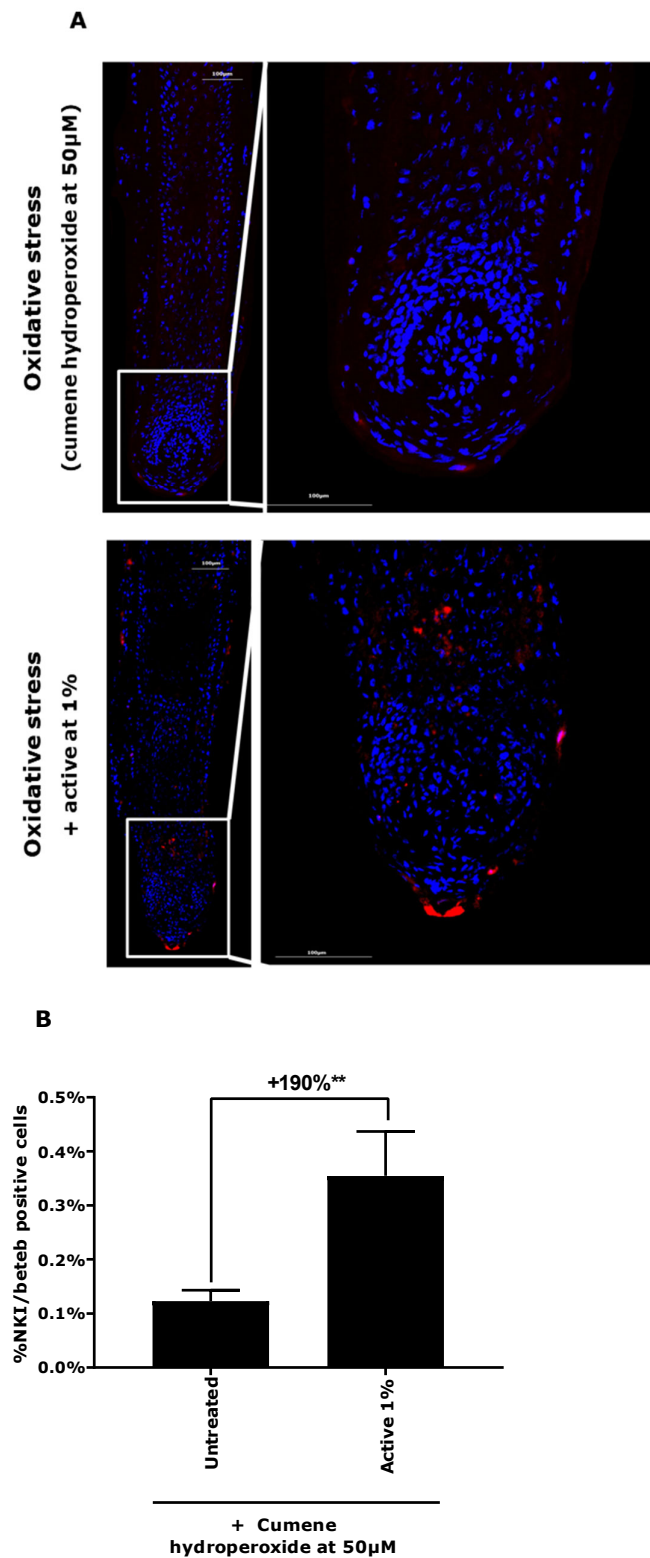 A
Oxidative stress
(cumene hydroperoxide at 50µM)
100µm
100µm
Oxidative stress
+ active at 1%
100µm
100µm
B
+190%**
%NKI/beteb positive cells
0.5%
0.4%
0.3%
0.2%
0.1%
0.0%
Untreated
Active 1%
+ Cumene
hydroperoxide at 50µM